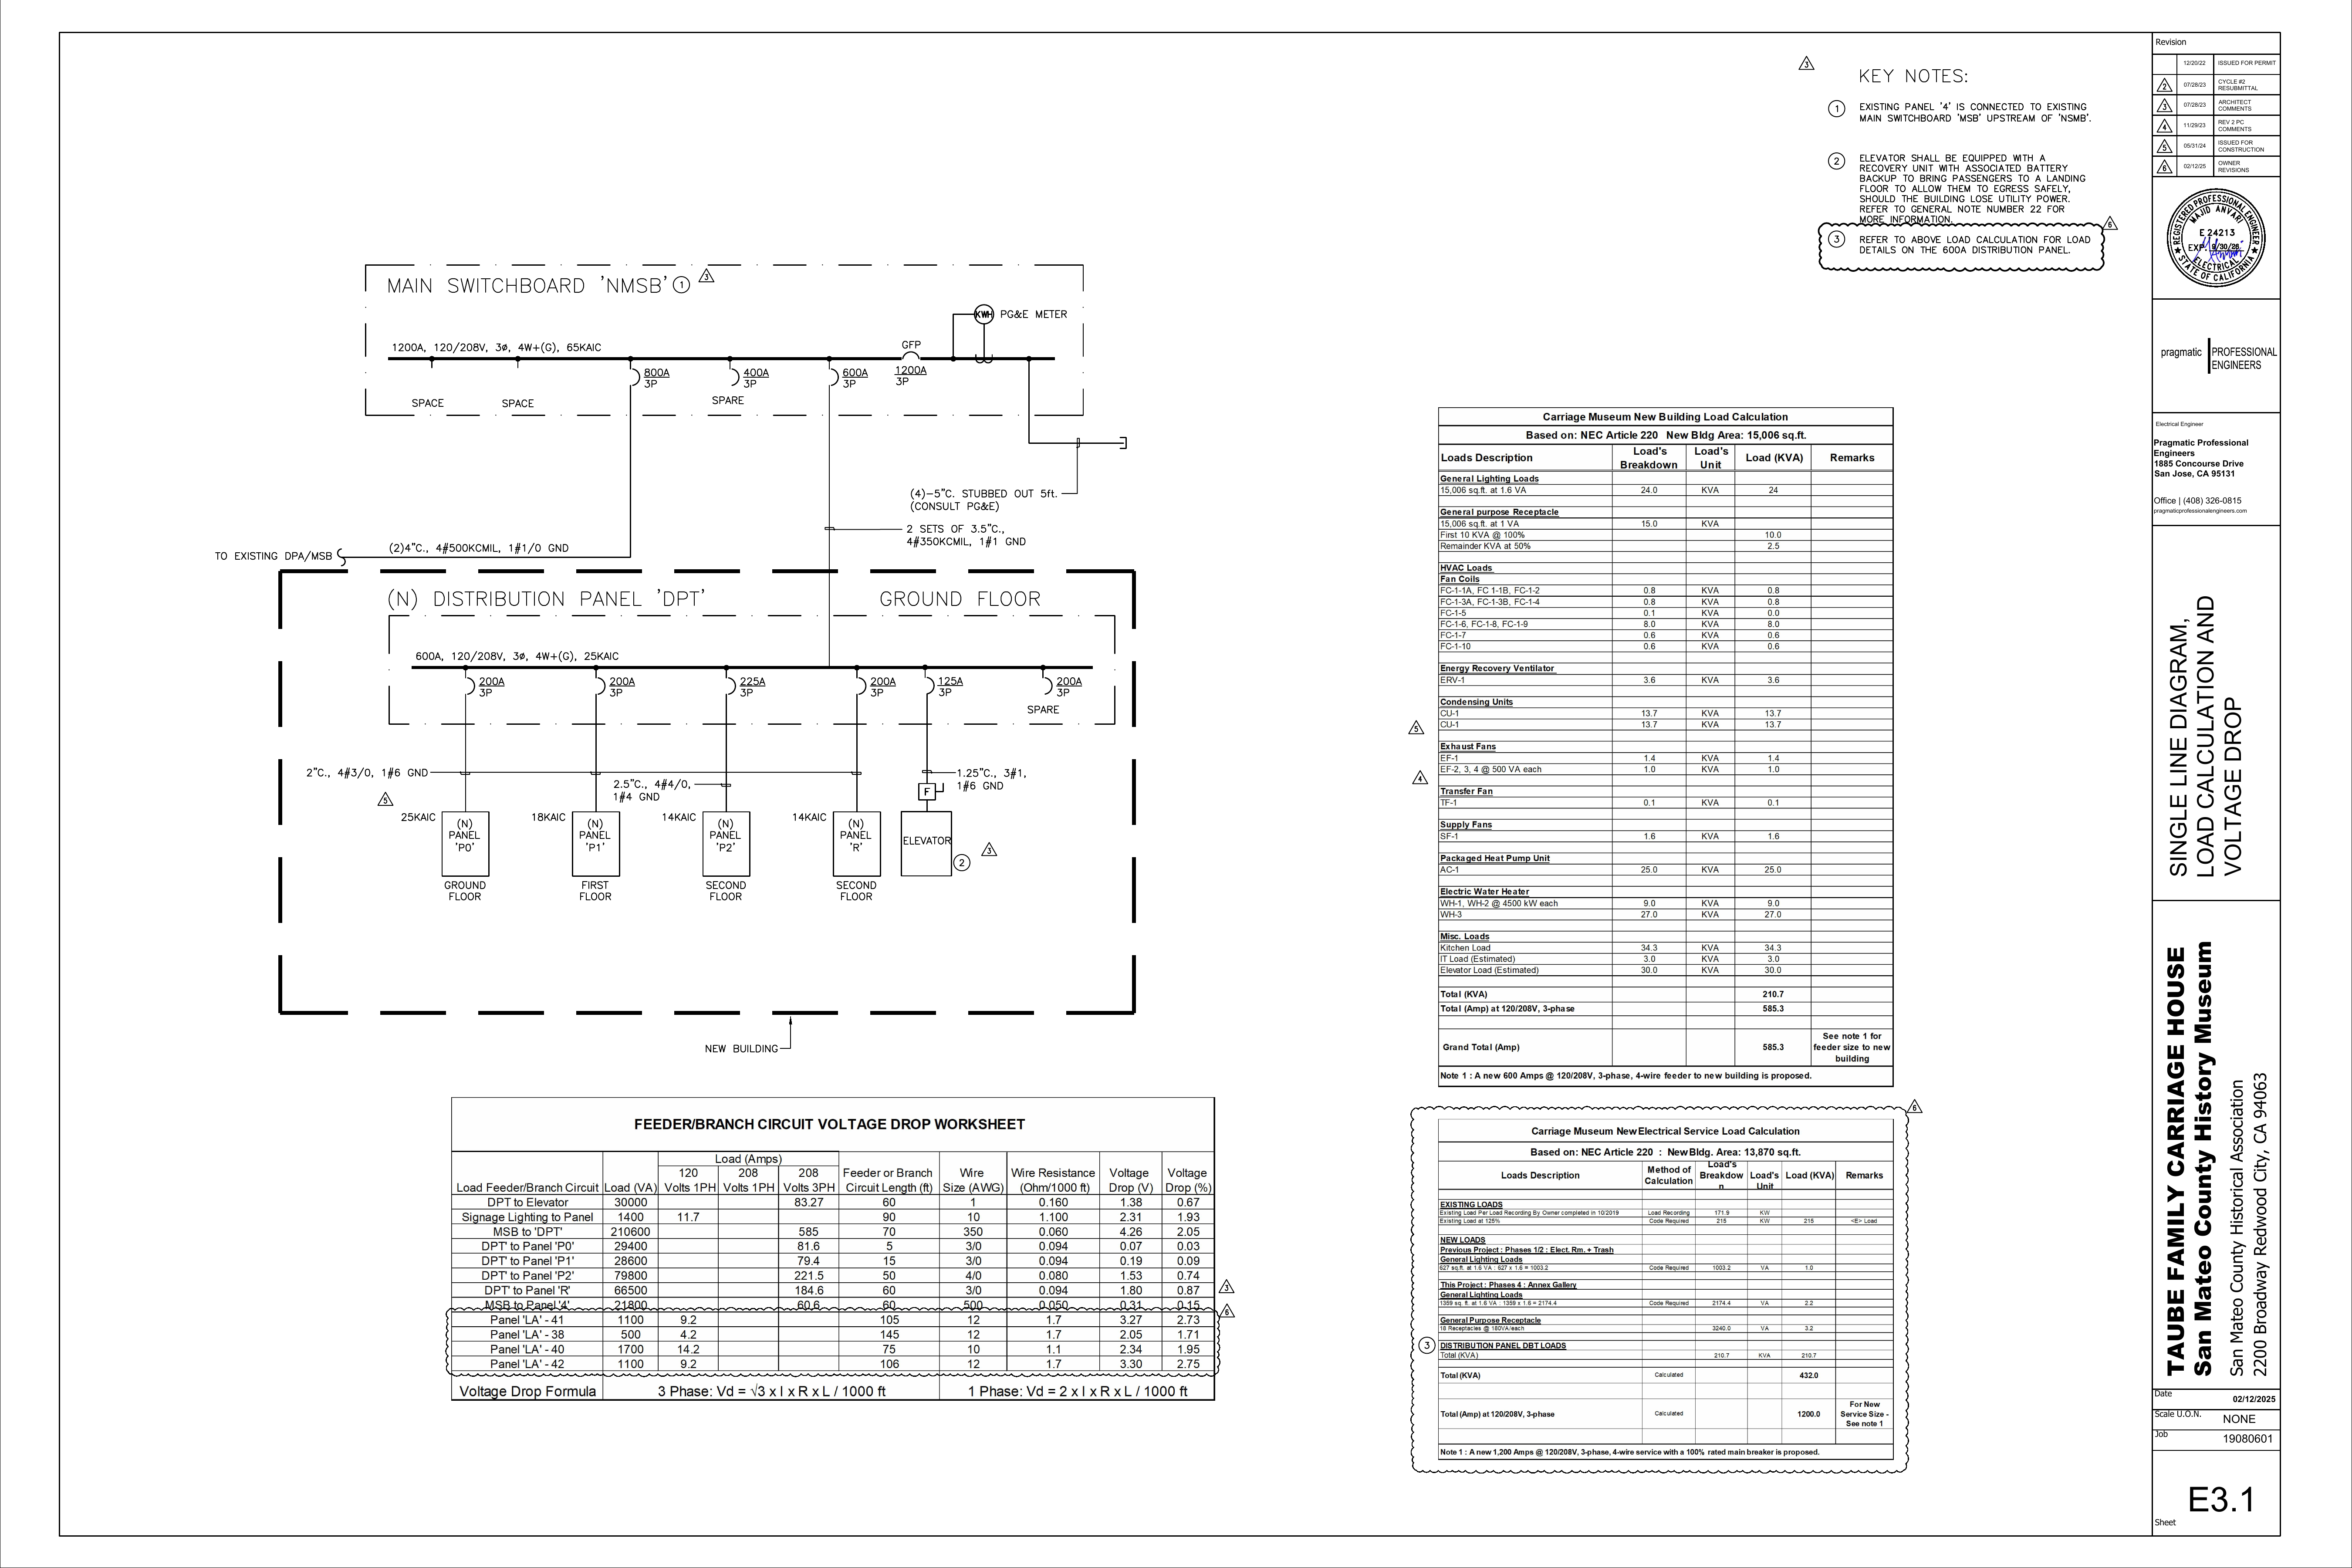 KEY NOTES:
3
1 EXISTING PANEL '4' IS CONNECTED TO EXISTING
MAIN SWITCHBOARD 'MSB' UPSTREAM OF 'NSMB'.
2 ELEVATOR SHALL BE EQUIPPED WITH A
RECOVERY UNIT WITH ASSOCIATED BATTERY
BACKUP TO BRING PASSENGERS TO A LANDING
FLOOR TO ALLOW THEM TO EGRESS SAFELY,
SHOULD THE BUILDING LOSE UTILITY POWER.
REFER TO GENERAL NOTE NUMBER 22 FOR
MORE INFORMATION.
6
3 REFER TO ABOVE LOAD CALCULATION FOR LOAD
DETAILS ON THE 600A DISTRIBUTION PANEL.
MAIN SWITCHBOARD 'NMSB' 1 3
KWH PG&E METER
1200A, 120/208V, 3ø, 4W+(G), 65KAIC
GFP
800A 3P
400A 3P
600A 3P
1200A 3P
SPACE SPACE SPARE
(4)-5"C. STUBBED OUT 5ft.
(CONSULT PG&E)
2 SETS OF 3.5"C.,
4#350KCMIL, 1#1 GND
TO EXISTING DPA/MSB
(2)4"C., 4#500KCMIL, 1#1/0 GND
(N) DISTRIBUTION PANEL 'DPT' GROUND FLOOR
600A, 120/208V, 3ø, 4W+(G), 25KAIC
200A 3P
200A 3P
225A 3P
200A 3P
125A 3P
200A 3P
SPARE
2"C., 4#3/0, 1#6 GND
2.5"C., 4#4/0,
1#4 GND
1.25"C., 3#1,
1#6 GND
F
5
25KAIC (N) PANEL 'P0' GROUND FLOOR
18KAIC (N) PANEL 'P1' FIRST FLOOR
14KAIC (N) PANEL 'P2' SECOND FLOOR
14KAIC (N) PANEL 'R' SECOND FLOOR
ELEVATOR 2 3
NEW BUILDING
FEEDER/BRANCH CIRCUIT VOLTAGE DROP WORKSHEET
Load Feeder/Branch Circuit Load (VA) Load (Amps) 120 Volts 1PH 208 Volts 1PH 208 Volts 3PH Feeder or Branch Circuit Length (ft) Wire Size (AWG) Wire Resistance (Ohm/1000 ft) Voltage Drop (V) Voltage Drop (%)
DPT to Elevator 30000 83.27 60 1 0.160 1.38 0.67
Signage Lighting to Panel 1400 11.7 90 10 1.100 2.31 1.93
MSB to 'DPT' 210600 585 70 350 0.060 4.26 2.05
DPT' to Panel 'P0' 29400 81.6 5 3/0 0.094 0.07 0.03
DPT' to Panel 'P1' 28600 79.4 15 3/0 0.094 0.19 0.09
DPT' to Panel 'P2' 79800 221.5 50 4/0 0.080 1.53 0.74
DPT' to Panel 'R' 66500 184.6 60 3/0 0.094 1.80 0.87
3
MSB to Panel '4' 21800 60.6 60 500 0.050 0.31 0.15
6
Panel 'LA' - 41 1100 9.2 105 12 1.7 3.27 2.73
Panel 'LA' - 38 500 4.2 145 12 1.7 2.05 1.71
Panel 'LA' - 40 1700 14.2 75 10 1.1 2.34 1.95
Panel 'LA' - 42 1100 9.2 106 12 1.7 3.30 2.75
Voltage Drop Formula 3 Phase: Vd = √3 x I x R x L / 1000 ft 1 Phase: Vd = 2 x I x R x L / 1000 ft
Carriage Museum New Building Load Calculation
Based on: NEC Article 220 New Bldg Area: 15,006 sq.ft.
Loads Description Load's Breakdown Load's Unit Load (KVA) Remarks
General Lighting Loads
15,006 sq.ft. at 1.6 VA 24.0 KVA 24
General purpose Receptacle
15,006 sq.ft. at 1 VA 15.0 KVA
First 10 KVA @ 100% 10.0
Remainder KVA at 50% 2.5
HVAC Loads
Fan Coils
FC-1-1A, FC 1-1B, FC-1-2 0.8 KVA 0.8
FC-1-3A, FC-1-3B, FC-1-4 0.8 KVA 0.8
FC-1-5 0.1 KVA 0.0
FC-1-6, FC-1-8, FC-1-9 8.0 KVA 8.0
FC-1-7 0.6 KVA 0.6
FC-1-10 0.6 KVA 0.6
Energy Recovery Ventilator
ERV-1 3.6 KVA 3.6
Condensing Units
CU-1 13.7 KVA 13.7
CU-1 13.7 KVA 13.7
5
Exhaust Fans
EF-1 1.4 KVA 1.4
EF-2, 3, 4 @ 500 VA each 1.0 KVA 1.0
4
Transfer Fan
TF-1 0.1 KVA 0.1
Supply Fans
SF-1 1.6 KVA 1.6
Packaged Heat Pump Unit
AC-1 25.0 KVA 25.0
Electric Water Heater
WH-1, WH-2 @ 4500 kW each 9.0 KVA 9.0
WH-3 27.0 KVA 27.0
Misc. Loads
Kitchen Load 34.3 KVA 34.3
IT Load (Estimated) 3.0 KVA 3.0
Elevator Load (Estimated) 30.0 KVA 30.0
Total (KVA) 210.7
Total (Amp) at 120/208V, 3-phase 585.3
Grand Total (Amp) 585.3 See note 1 for feeder size to new building
Note 1 : A new 600 Amps @ 120/208V, 3-phase, 4-wire feeder to new building is proposed.
6
Carriage Museum New Electrical Service Load Calculation
Based on: NEC Article 220 : New Bldg. Area: 13,870 sq.ft.
Loads Description Method of Calculation Load's Breakdow n Load's Unit Load (KVA) Remarks
EXISTING LOADS
Existing Load Per Load Recording By Owner completed in 10/2019 Load Recording 171.9 KW
Existing Load at 125% Code Required 215 KW 215 <E> Load
NEW LOADS
Previous Project : Phases 1/2 : Elect. Rm. + Trash
General Lighting Loads
627 sq.ft. at 1.6 VA : 627 x 1.6 = 1003.2 Code Required 1003.2 VA 1.0
This Project : Phases 4 : Annex Gallery
General Lighting Loads
1359 sq. ft. at 1.6 VA : 1359 x 1.6 = 2174.4 Code Required 2174.4 VA 2.2
General Purpose Receptacle
18 Receptacles @ 180VA/each 3240.0 VA 3.2
3 DISTRIBUTION PANEL DBT LOADS
Total (KVA) 210.7 KVA 210.7
Total (KVA) Calculated 432.0
Total (Amp) at 120/208V, 3-phase Calculated 1200.0 For New Service Size - See note 1
Note 1 : A new 1,200 Amps @ 120/208V, 3-phase, 4-wire service with a 100% rated main breaker is proposed.
Revision
12/20/22 ISSUED FOR PERMIT
2 07/28/23 CYCLE #2 RESUBMITTAL
3 07/28/23 ARCHITECT COMMENTS
4 11/29/23 REV 2 PC COMMENTS
5 05/31/24 ISSUED FOR CONSTRUCTION
6 02/12/25 OWNER REVISIONS
REGISTERED PROFESSIONAL ENGINEER
MAJID ANVARI
E 24213
EXP.
ELECTRICAL
STATE OF CALIFORNIA
pragmatic PROFESSIONAL
ENGINEERS
Electrical Engineer
Pragmatic Professional
Engineers
1885 Concourse Drive
San Jose, CA 95131
Office | (408) 326-0815
pragmaticprofessionalengineers.com
SINGLE LINE DIAGRAM,
LOAD CALCULATION AND
VOLTAGE DROP
TAUBE FAMILY CARRIAGE HOUSE
San Mateo County History Museum
San Mateo County Historical Association
2200 Broadway Redwood City, CA 94063
Date 02/12/2025
Scale U.O.N. NONE
Job 19080601
E3.1
Sheet